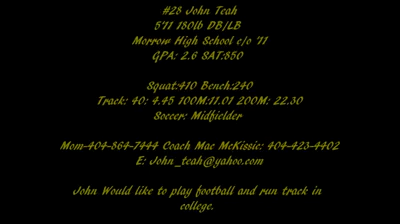 #28 John Teah
5'11 180lb DB/LB
Morrow High School c/o '11
GPA: 2.6 SAT:850
Squat:410 Bench:240
Track: 40: 4.45 100M:11.01 200M: 22.30
Soccer: Midfielder
Mom-404-864-7444 Coach Mac McKissic: 404-423-4402
E: John_teah@yahoo.com
John Would like to play football and run track in
college.